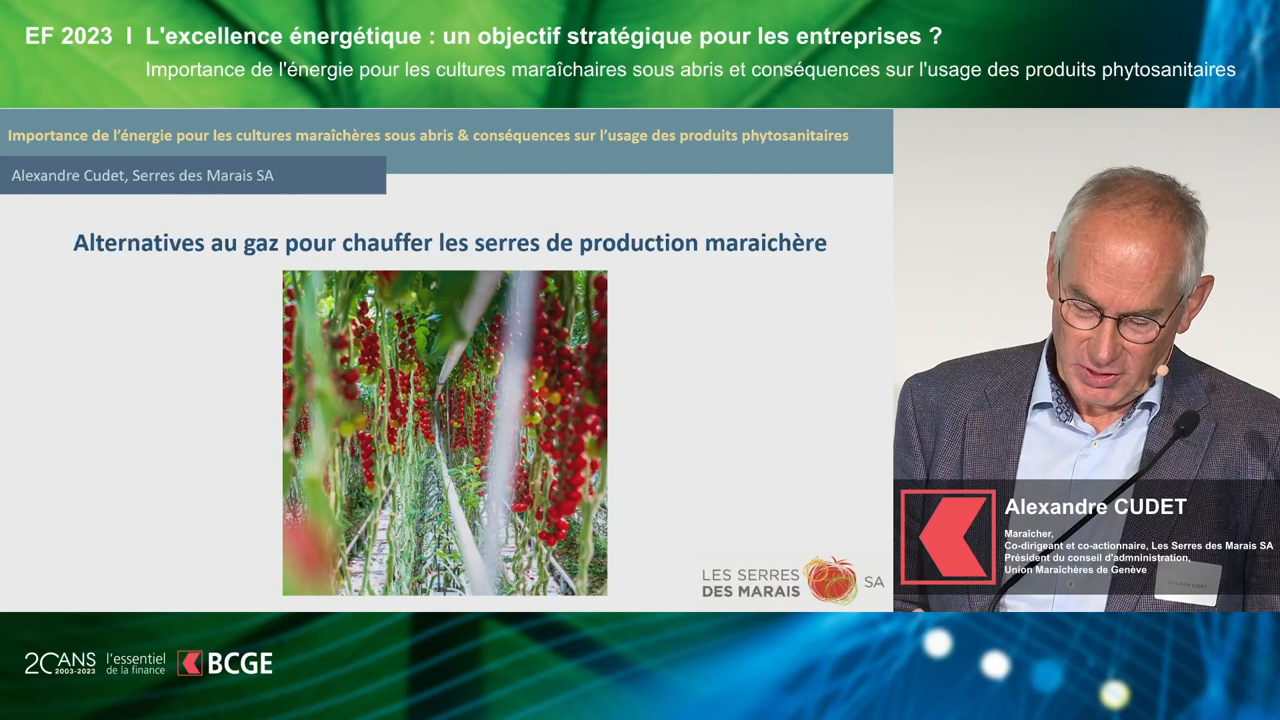 EF 2023 I L'excellence énergétique : un objectif stratégique pour les entreprises ?
Importance de l'énergie pour les cultures maraîchaires sous abris et conséquences sur l'usage des produits phytosanitaires
Importance de l'énergie pour les cultures maraîchères sous abris & conséquences sur l'usage des produits phytosanitaires
Alexandre Cudet, Serres des Marais SA
Alternatives au gaz pour chauffer les serres de production maraichère
LES SERRES
DES MARAIS
SA
Alexandre CUDET
Maraîcher,
Co-dirigeant et co-actionnaire, Les Serres des Marais SA
Président du conseil d'admninistration,
Union Maraîchères de Genève
20 ANS
2003-2023
l'essentiel
de la finance
BCGE